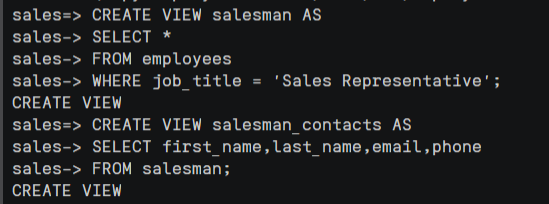 sales=> CREATE VIEW salesman AS
sales-> SELECT *
sales-> FROM employees
sales-> WHERE job_title = 'Sales Representative';
CREATE VIEW
sales=> CREATE VIEW salesman_contacts AS
sales-> SELECT first_name,last_name,email,phone
sales-> FROM salesman;
CREATE VIEW